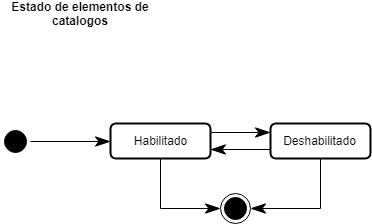 Estado de elementos de
catalogos
Habilitado
Deshabilitado